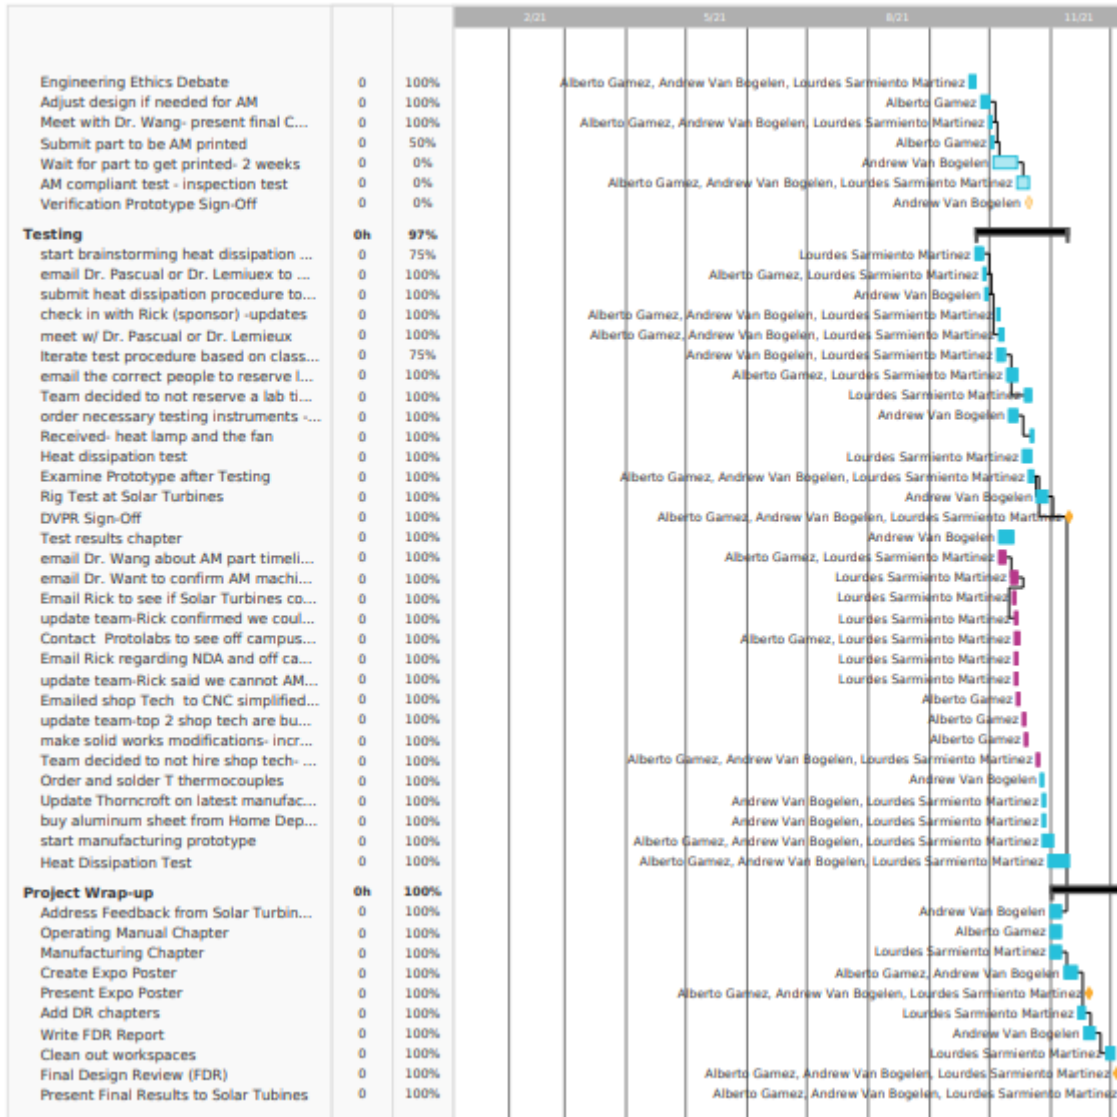 2/21 5/21 8/21 11/21
Engineering Ethics Debate 0 100% Alberto Gamez, Andrew Van Bogelen, Lourdes Sarmiento Martinez
Adjust design if needed for AM 0 100% Alberto Gamez
Meet with Dr. Wang- present final C... 0 100% Alberto Gamez, Andrew Van Bogelen, Lourdes Sarmiento Martinez
Submit part to be AM printed 0 50% Alberto Gamez
Wait for part to get printed- 2 weeks 0 0% Andrew Van Bogelen
AM compliant test - inspection test 0 0% Alberto Gamez, Andrew Van Bogelen, Lourdes Sarmiento Martinez
Verification Prototype Sign-Off 0 0% Andrew Van Bogelen
Testing 0h 97%
start brainstorming heat dissipation ... 0 75% Lourdes Sarmiento Martinez
email Dr. Pascual or Dr. Lemiuex to ... 0 100% Alberto Gamez, Lourdes Sarmiento Martinez
submit heat dissipation procedure to... 0 100% Andrew Van Bogelen
check in with Rick (sponsor) -updates 0 100% Alberto Gamez, Andrew Van Bogelen, Lourdes Sarmiento Martinez
meet w/ Dr. Pascual or Dr. Lemieux 0 100% Alberto Gamez, Andrew Van Bogelen, Lourdes Sarmiento Martinez
Iterate test procedure based on class... 0 75% Andrew Van Bogelen, Lourdes Sarmiento Martinez
email the correct people to reserve l... 0 100% Alberto Gamez, Lourdes Sarmiento Martinez
Team decided to not reserve a lab ti... 0 100% Lourdes Sarmiento Martinez
order necessary testing instruments -... 0 100% Andrew Van Bogelen
Received- heat lamp and the fan 0 100%
Heat dissipation test 0 100% Lourdes Sarmiento Martinez
Examine Prototype after Testing 0 100% Alberto Gamez, Andrew Van Bogelen, Lourdes Sarmiento Martinez
Rig Test at Solar Turbines 0 100% Andrew Van Bogelen
DVPR Sign-Off 0 100% Alberto Gamez, Andrew Van Bogelen, Lourdes Sarmiento Martinez
Test results chapter 0 100% Andrew Van Bogelen
email Dr. Wang about AM part timeli... 0 100% Alberto Gamez, Lourdes Sarmiento Martinez
email Dr. Want to confirm AM machi... 0 100% Lourdes Sarmiento Martinez
Email Rick to see if Solar Turbines co... 0 100% Lourdes Sarmiento Martinez
update team-Rick confirmed we coul... 0 100% Lourdes Sarmiento Martinez
Contact Protolabs to see off campus... 0 100% Alberto Gamez, Lourdes Sarmiento Martinez
Email Rick regarding NDA and off ca... 0 100% Lourdes Sarmiento Martinez
update team-Rick said we cannot AM... 0 100% Lourdes Sarmiento Martinez
Emailed shop Tech to CNC simplified... 0 100% Alberto Gamez
update team-top 2 shop tech are bu... 0 100% Alberto Gamez
make solid works modifications- incr... 0 100% Alberto Gamez
Team decided to not hire shop tech- ... 0 100% Alberto Gamez, Andrew Van Bogelen, Lourdes Sarmiento Martinez
Order and solder T thermocouples 0 100% Andrew Van Bogelen
Update Thorncroft on latest manufac... 0 100% Andrew Van Bogelen, Lourdes Sarmiento Martinez
buy aluminum sheet from Home Dep... 0 100% Andrew Van Bogelen, Lourdes Sarmiento Martinez
start manufacturing prototype 0 100% Alberto Gamez, Andrew Van Bogelen, Lourdes Sarmiento Martinez
Heat Dissipation Test 0 100% Alberto Gamez, Andrew Van Bogelen, Lourdes Sarmiento Martinez
Project Wrap-up 0h 100%
Address Feedback from Solar Turbin... 0 100% Andrew Van Bogelen
Operating Manual Chapter 0 100% Alberto Gamez
Manufacturing Chapter 0 100% Lourdes Sarmiento Martinez
Create Expo Poster 0 100% Alberto Gamez, Andrew Van Bogelen
Present Expo Poster 0 100% Alberto Gamez, Andrew Van Bogelen, Lourdes Sarmiento Martinez
Add DR chapters 0 100% Lourdes Sarmiento Martinez
Write FDR Report 0 100% Andrew Van Bogelen
Clean out workspaces 0 100% Lourdes Sarmiento Martinez
Final Design Review (FDR) 0 100% Alberto Gamez, Andrew Van Bogelen, Lourdes Sarmiento Martinez
Present Final Results to Solar Tubines 0 100% Alberto Gamez, Andrew Van Bogelen, Lourdes Sarmiento Martinez